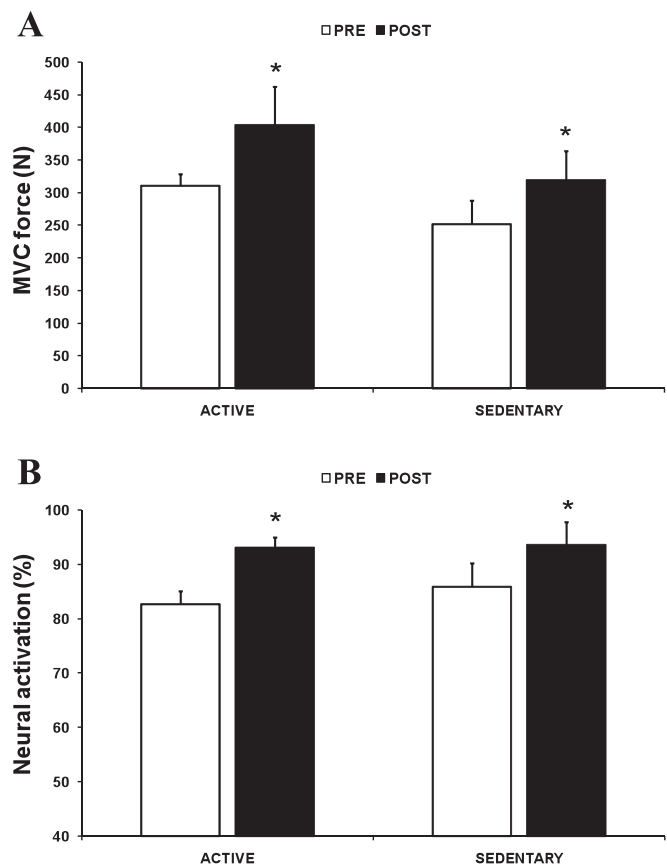 A
PRE POST
MVC force (N)
500
450
400
350
300
250
200
150
100
50
0
*
*
ACTIVE SEDENTARY
B
PRE POST
Neural activation (%)
100
90
80
70
60
50
40
*
*
ACTIVE SEDENTARY